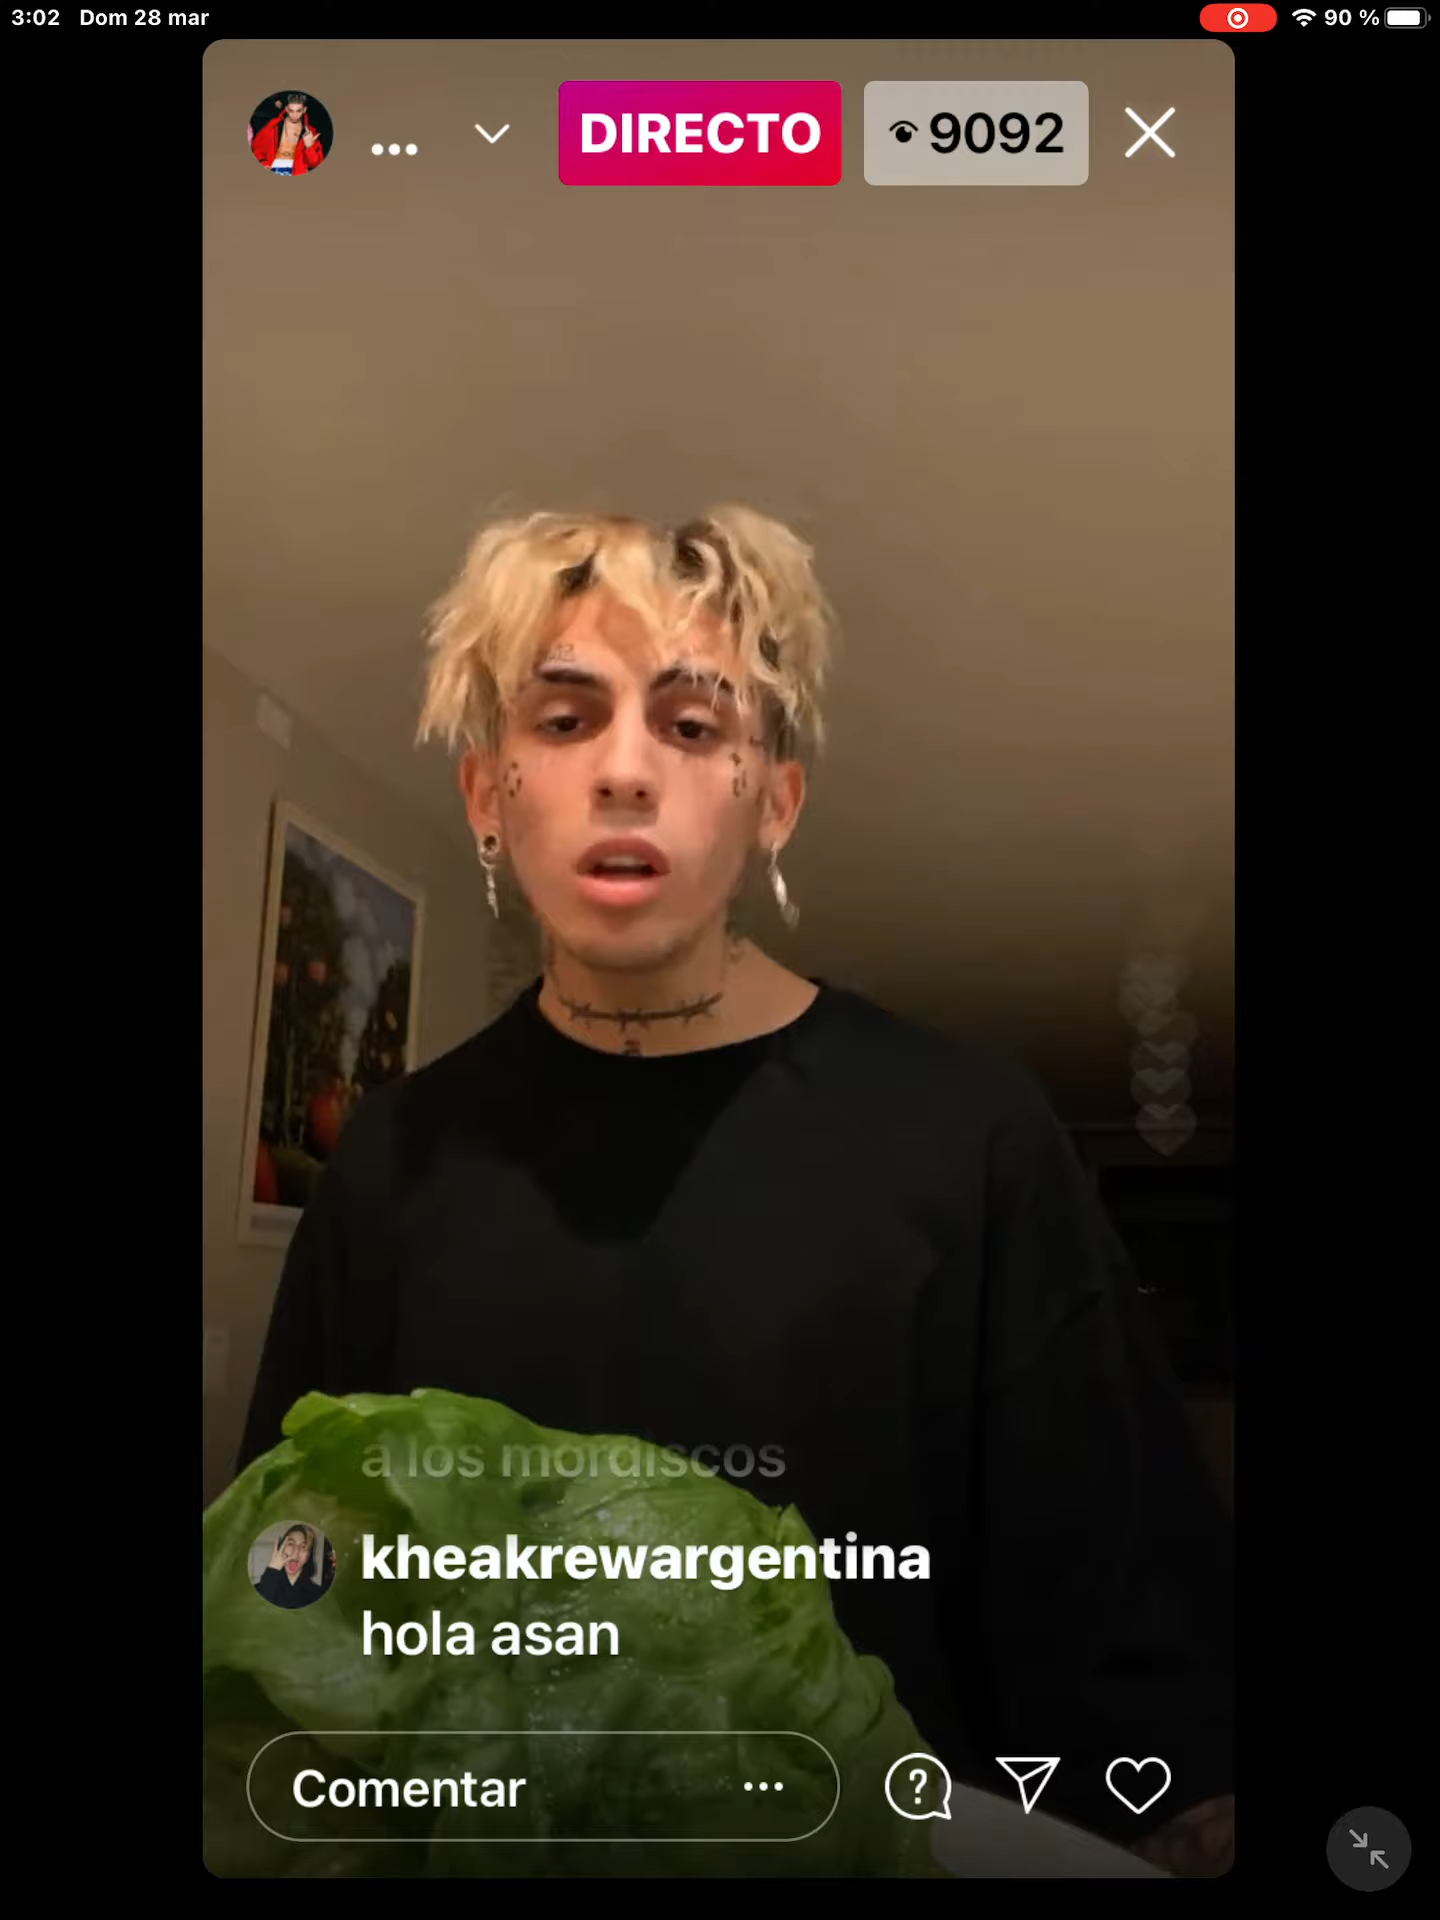 3:02 Dom 28 mar 90 %
... DIRECTO 9092
a los mordiscos
kheakrewargentina
hola asan
Comentar ...